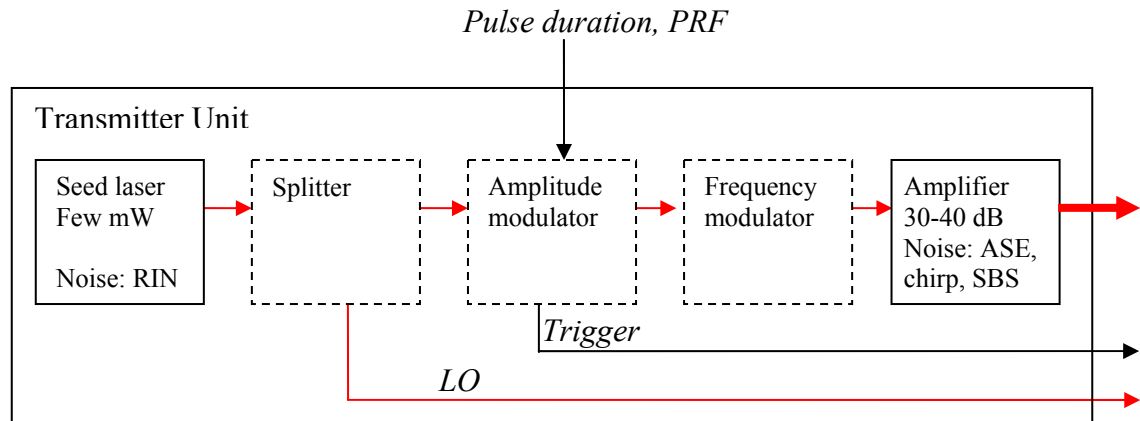 Pulse duration, PRF
Transmitter Unit
Seed laser
Few mW
Noise: RIN
Splitter
Amplitude
modulator
Frequency
modulator
Amplifier
30-40 dB
Noise: ASE,
chirp, SBS
Trigger
LO